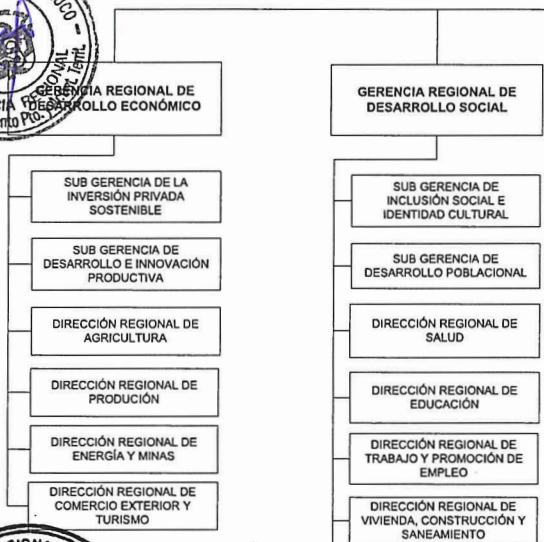 GERENCIA REGIONAL DE
DESARROLLO ECONÓMICO
SUB GERENCIA DE LA
INVERSIÓN PRIVADA
SOSTENIBLE
SUB GERENCIA DE
DESARROLLO E INNOVACIÓN
PRODUCTIVA
DIRECCIÓN REGIONAL DE
AGRICULTURA
DIRECCIÓN REGIONAL DE
PRODUCIÓN
DIRECCIÓN REGIONAL DE
ENERGÍA Y MINAS
DIRECCIÓN REGIONAL DE
COMERCIO EXTERIOR Y
TURISMO
GERENCIA REGIONAL DE
DESARROLLO SOCIAL
SUB GERENCIA DE
INCLUSIÓN SOCIAL E
IDENTIDAD CULTURAL
SUB GERENCIA DE
DESARROLLO POBLACIONAL
DIRECCIÓN REGIONAL DE
SALUD
DIRECCIÓN REGIONAL DE
EDUCACIÓN
DIRECCIÓN REGIONAL DE
TRABAJO Y PROMOCIÓN DE
EMPLEO
DIRECCIÓN REGIONAL DE
VIVIENDA, CONSTRUCCIÓN Y
SANEAMIENTO